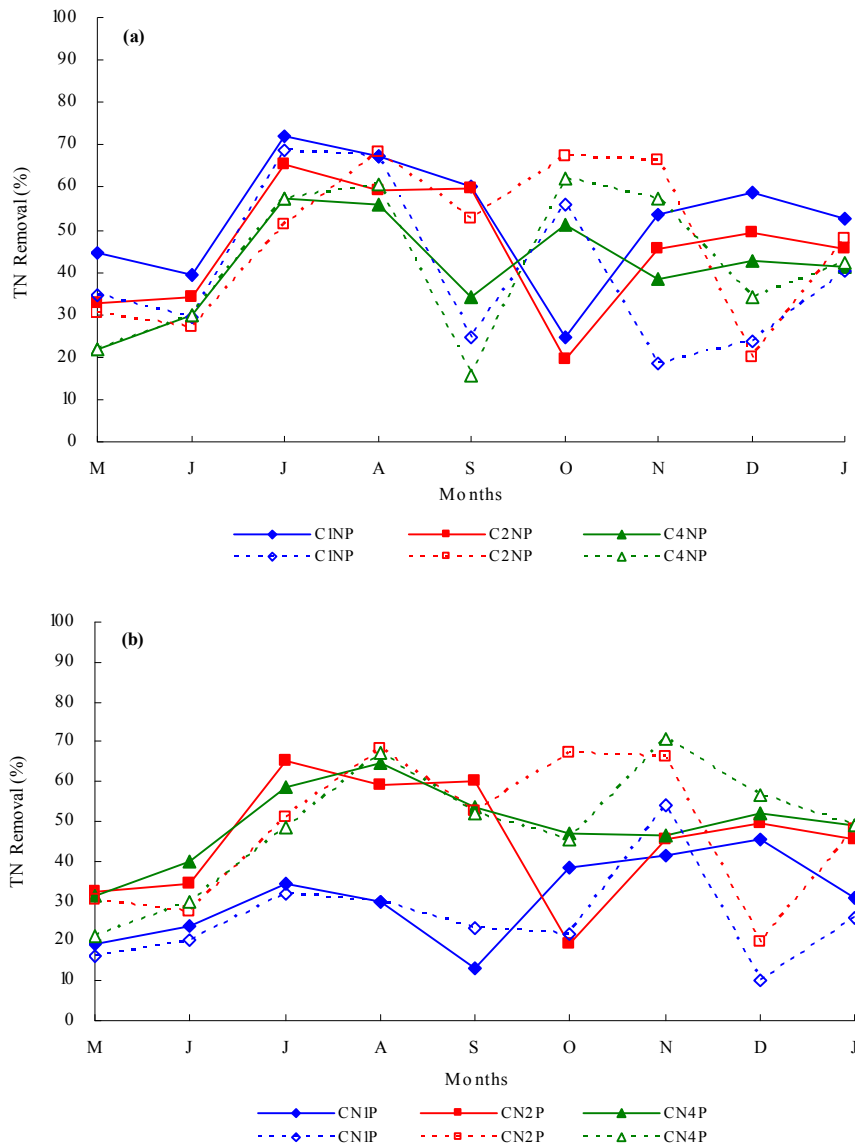 (a)
100
90
80
70
60
50
40
30
20
10
0
TN Removal (%)
M J J A S O N D J
Months
C1NP C2NP C4NP
C1NP C2NP C4NP
(b)
100
90
80
70
60
50
40
30
20
10
0
TN Removal (%)
M J J A S O N D J
Months
CN1P CN2P CN4P
CN1P CN2P CN4P